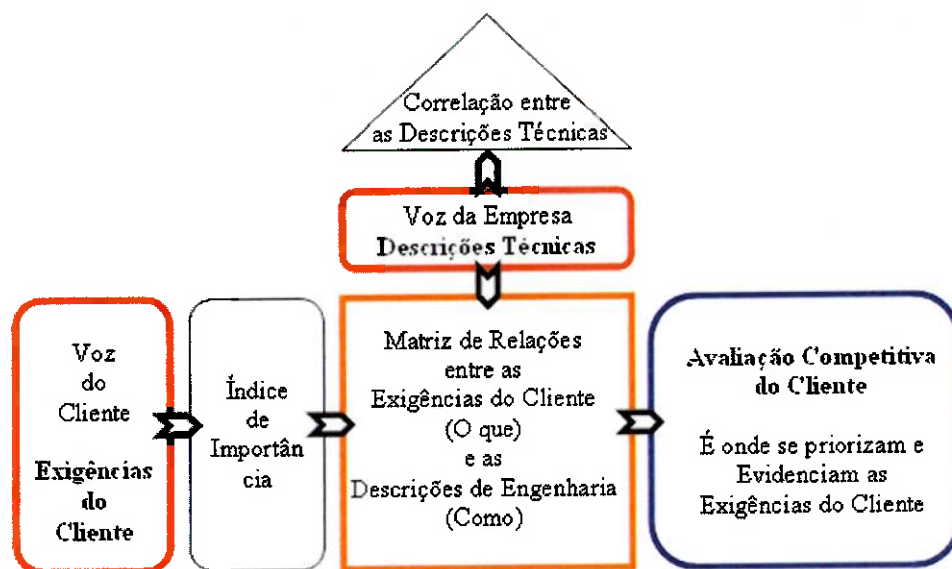 Correlação entre
as Descrições Técnicas
Voz da Empresa
Descrições Técnicas
Voz
do
Cliente
Exigências
do
Cliente
Índice
de
Importân
cia
Matriz de Relações
entre as
Exigências do Cliente
(O que)
e as
Descrições de Engenharia
(Como)
Avaliação Competitiva
do Cliente
É onde se priorizam e
Evidenciam as
Exigências do Cliente